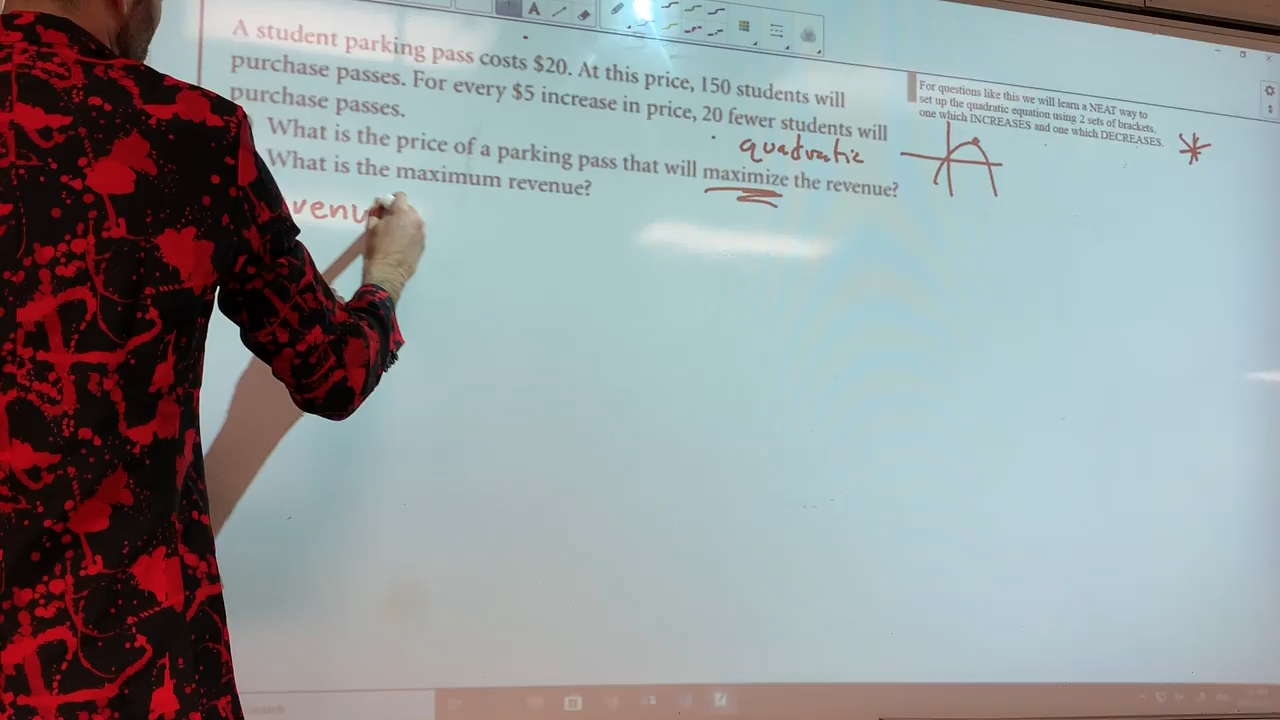 A student parking pass costs $20. At this price, 150 students will
purchase passes. For every $5 increase in price, 20 fewer students will
purchase passes.
What is the price of a parking pass that will maximize the revenue?
What is the maximum revenue?
quadratic
venu
For questions like this we will learn a NEAT way to
set up the quadratic equation using 2 sets of brackets,
one which INCREASES and one which DECREASES.